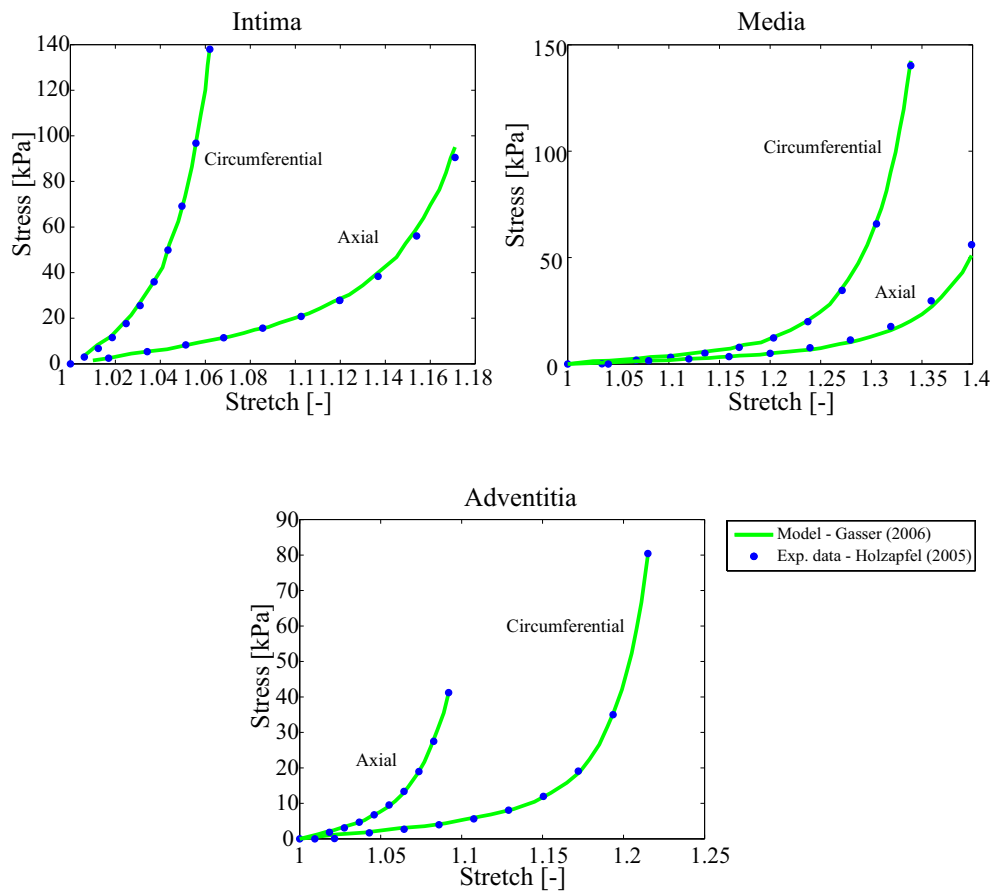 Intima
Stress [kPa]
140
120
100
80
60
40
20
0
Circumferential
Axial
1 1.02 1.04 1.06 1.08 1.1 1.12 1.14 1.16 1.18
Stretch [-]
Media
Stress [kPa]
150
100
50
0
Circumferential
Axial
1 1.05 1.1 1.15 1.2 1.25 1.3 1.35 1.4
Stretch [-]
Adventitia
Stress [kPa]
90
80
70
60
50
40
30
20
10
0
Circumferential
Axial
1 1.05 1.1 1.15 1.2 1.25
Stretch [-]
Model - Gasser (2006)
Exp. data - Holzapfel (2005)